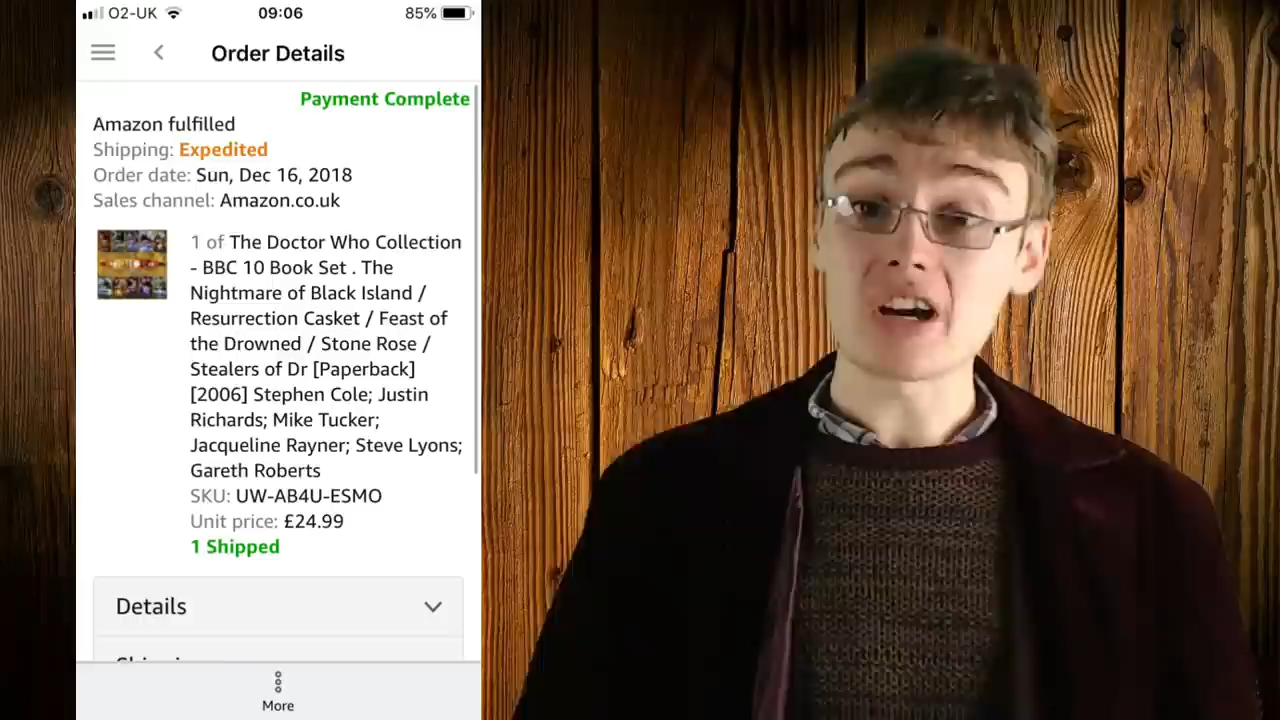 O2-UK 09:06 85%
Order Details
Payment Complete
Amazon fulfilled
Shipping: Expedited
Order date: Sun, Dec 16, 2018
Sales channel: Amazon.co.uk
1 of The Doctor Who Collection
- BBC 10 Book Set . The
Nightmare of Black Island /
Resurrection Casket / Feast of
the Drowned / Stone Rose /
Stealers of Dr [Paperback]
[2006] Stephen Cole; Justin
Richards; Mike Tucker;
Jacqueline Rayner; Steve Lyons;
Gareth Roberts
SKU: UW-AB4U-ESMO
Unit price: £24.99
1 Shipped
Details
More